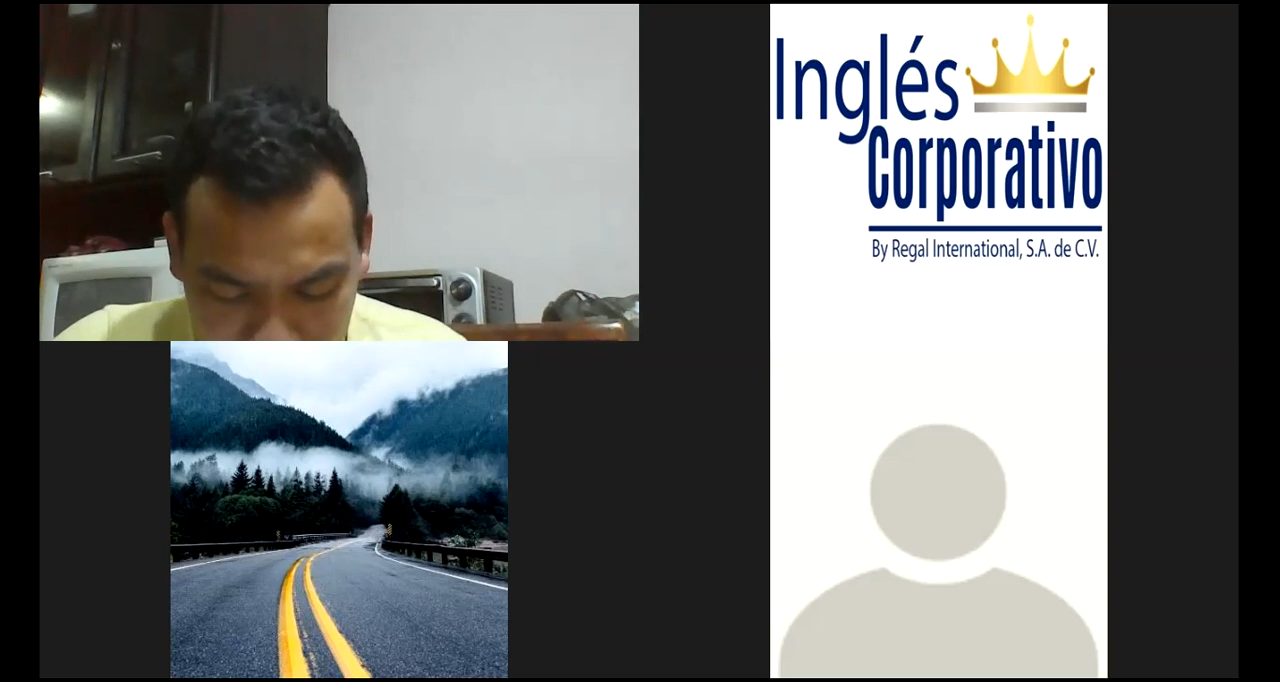 Inglés
Corporativo
By Regal International, S.A. de C.V.